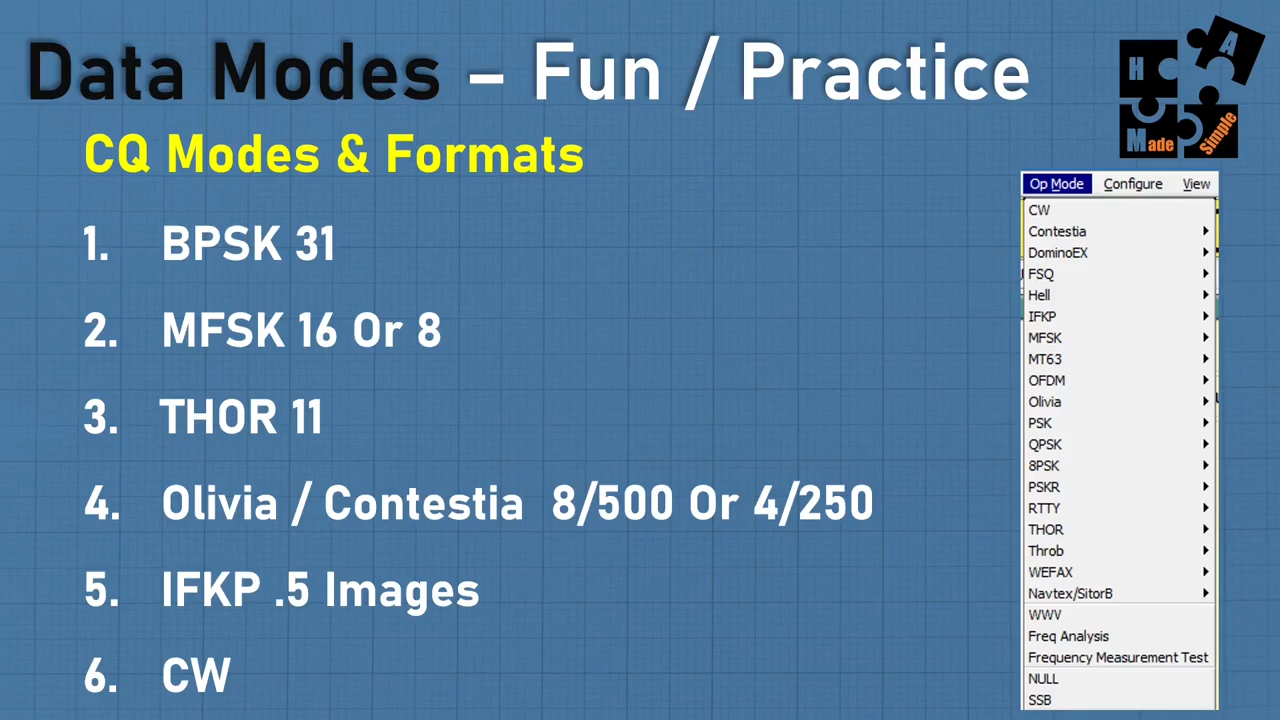 Data Modes – Fun / Practice
H A
Made Simple
CQ Modes & Formats
1. BPSK 31
2. MFSK 16 Or 8
3. THOR 11
4. Olivia / Contestia 8/500 Or 4/250
5. IFKP .5 Images
6. CW
Op Mode Configure View
CW
Contestia
DominoEX
FSQ
Hell
IFKP
MFSK
MT63
OFDM
Olivia
PSK
QPSK
8PSK
PSKR
RTTY
THOR
Throb
WEFAX
Navtex/SitorB
WWV
Freq Analysis
Frequency Measurement Test
NULL
SSB